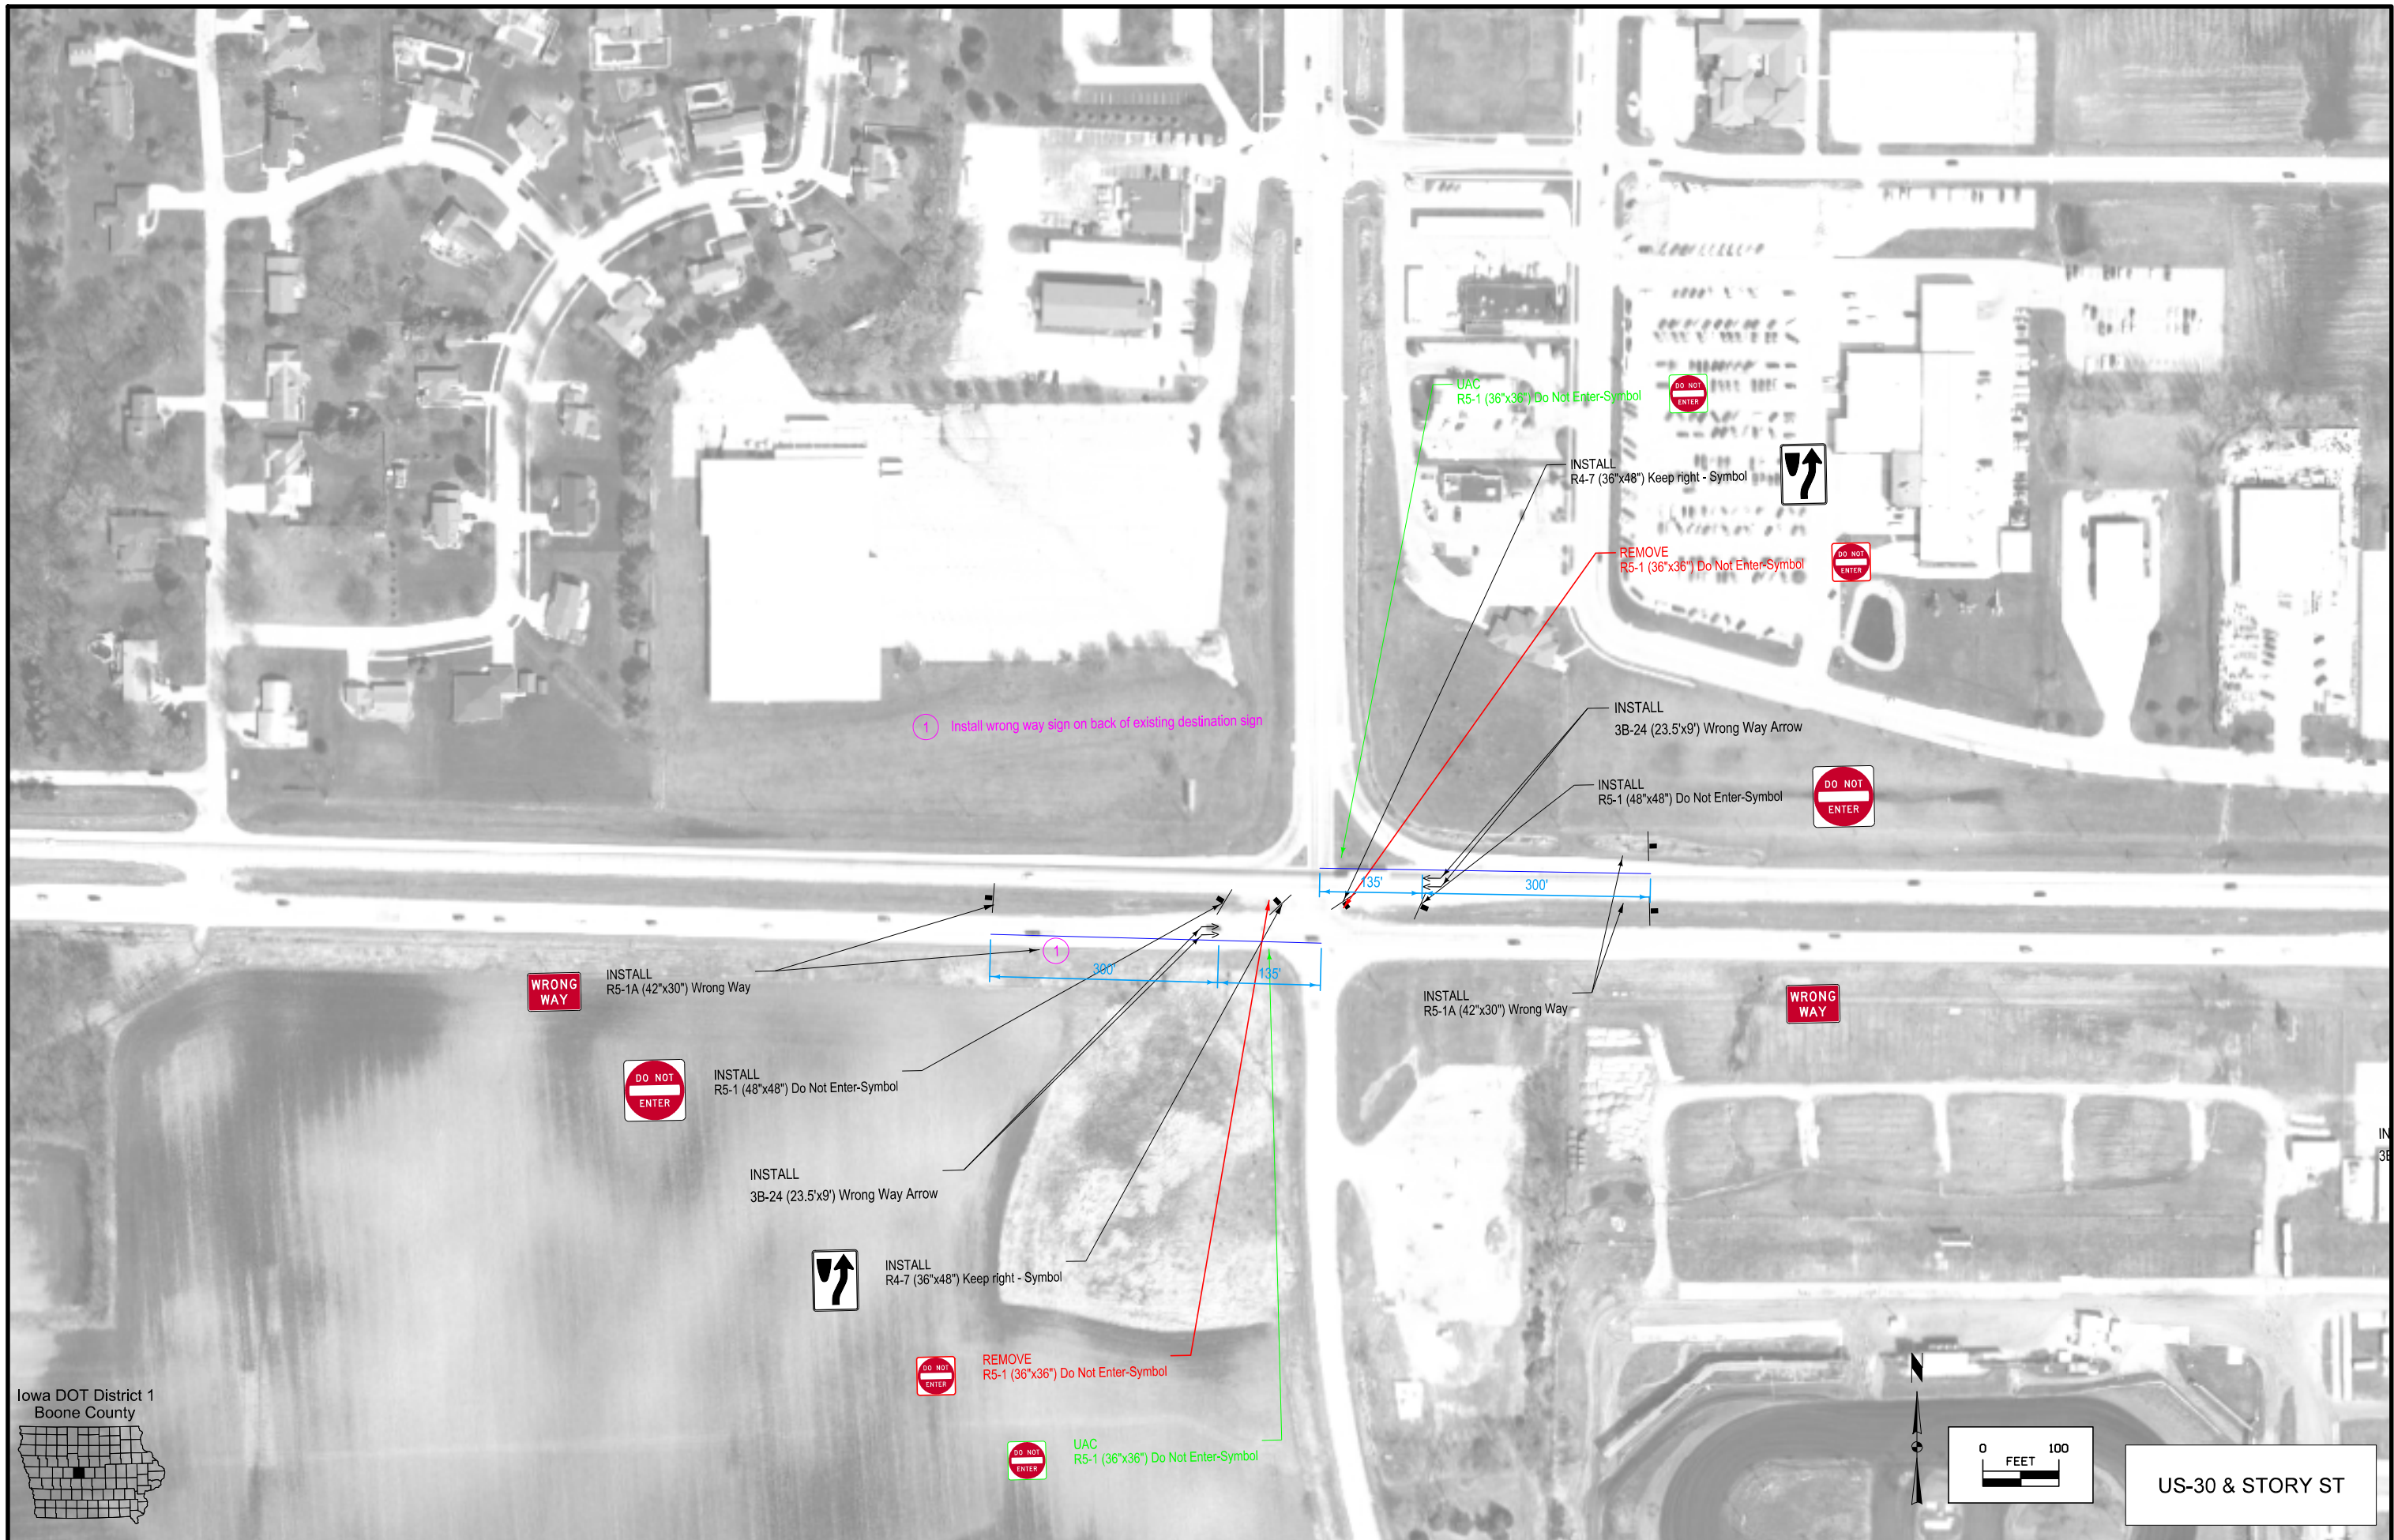 UAC
R5-1 (36"x36") Do Not Enter-Symbol
DO NOT
ENTER
INSTALL
R4-7 (36"x48") Keep right - Symbol
REMOVE
R5-1 (36"x36") Do Not Enter-Symbol
DO NOT
ENTER
1 Install wrong way sign on back of existing destination sign
INSTALL
3B-24 (23.5'x9') Wrong Way Arrow
INSTALL
R5-1 (48"x48") Do Not Enter-Symbol
DO NOT
ENTER
135'
300'
1
300'
135'
WRONG
WAY
INSTALL
R5-1A (42"x30") Wrong Way
INSTALL
R5-1A (42"x30") Wrong Way
WRONG
WAY
DO NOT
ENTER
INSTALL
R5-1 (48"x48") Do Not Enter-Symbol
IN
3B
INSTALL
3B-24 (23.5'x9') Wrong Way Arrow
INSTALL
R4-7 (36"x48") Keep right - Symbol
DO NOT
ENTER
REMOVE
R5-1 (36"x36") Do Not Enter-Symbol
DO NOT
ENTER
UAC
R5-1 (36"x36") Do Not Enter-Symbol
Iowa DOT District 1
Boone County
N
0 100
FEET
US-30 & STORY ST